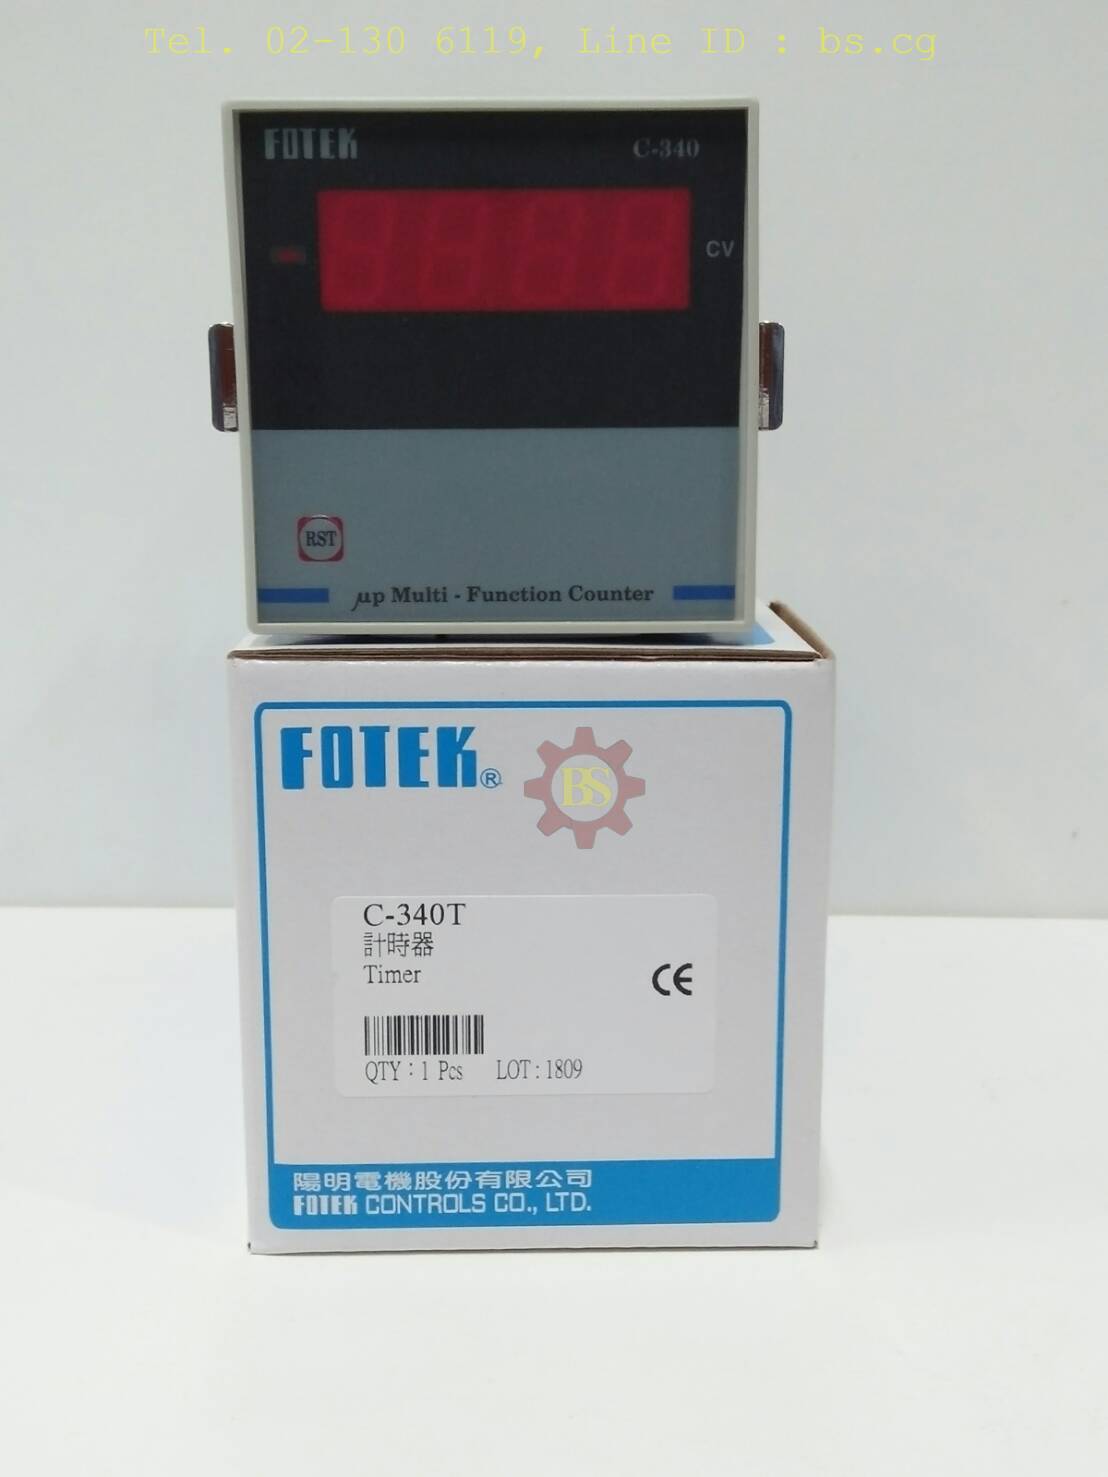 Tel. 02-130 6119, Line ID : bs.cg
FOTEK C-340
CV
RST
µp Multi - Function Counter
FOTEK®
BS
C-340T
計時器
Timer
CE
QTY：1 Pcs LOT : 1809
陽明電機股份有限公司
FOTEK CONTROLS CO., LTD.